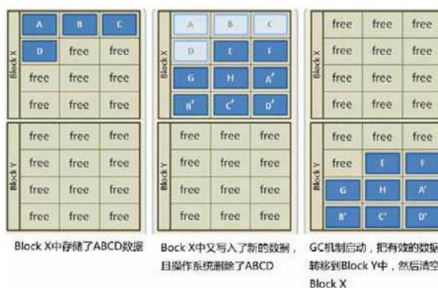 Block X
A B C
D free free
free free free
free free free
Block Y
free free free
free free free
free free free
free free free
Block X中存储了ABCD数据
Block X
A B C
D E F
G H A'
B' C' D'
Block Y
free free free
free free free
free free free
free free free
Bock X中又写入了新的数据，
且操作系统删除了ABCD
Block X
free free free
free free free
free free free
free free free
Block Y
free free free
free E F
G H A'
B' C' D'
GC机制启动，把有效的数据
转移到Block Y中，然后清空
Block X